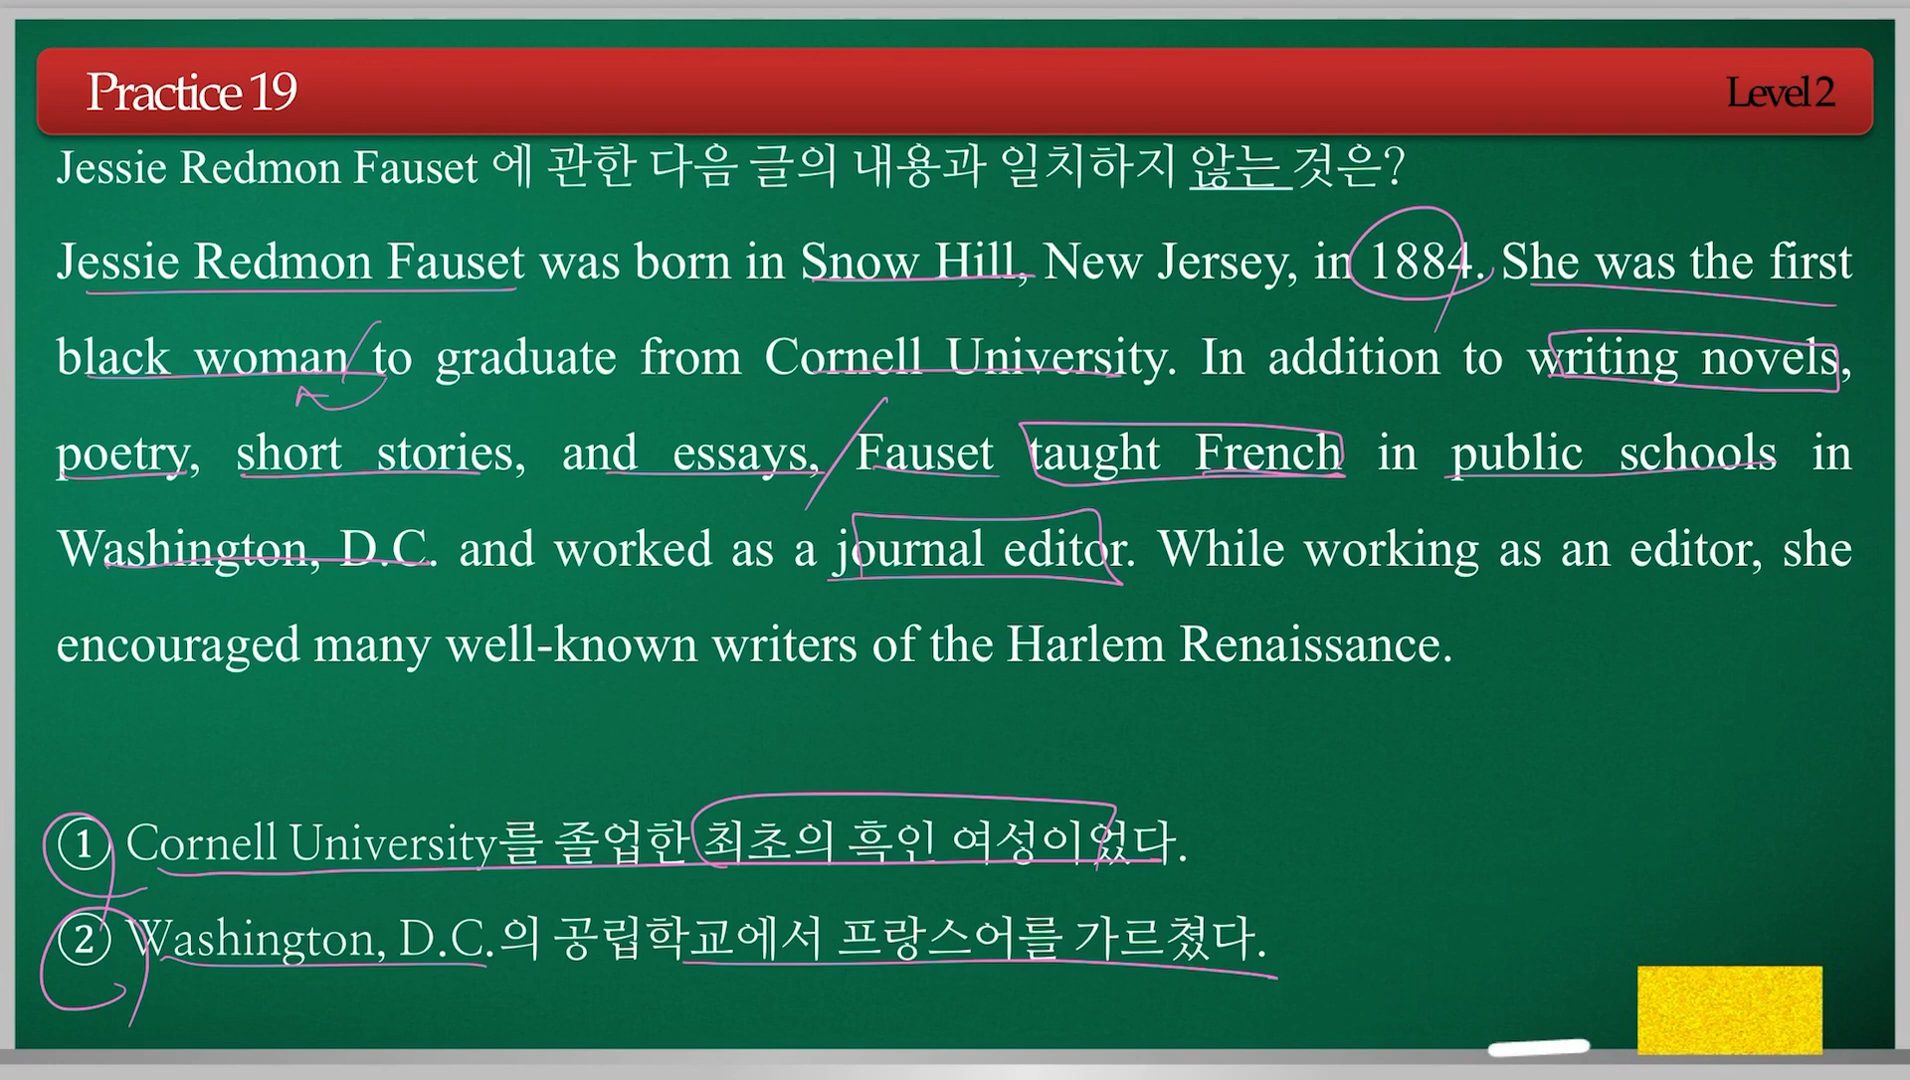 Practice 19
Level 2
Jessie Redmon Fauset 에 관한 다음 글의 내용과 일치하지 않는 것은?
Jessie Redmon Fauset was born in Snow Hill, New Jersey, in 1884. She was the first
black woman to graduate from Cornell University. In addition to writing novels,
poetry, short stories, and essays, Fauset taught French in public schools in
Washington, D.C. and worked as a journal editor. While working as an editor, she
encouraged many well-known writers of the Harlem Renaissance.
① Cornell University를 졸업한 최초의 흑인 여성이었다.
② Washington, D.C.의 공립학교에서 프랑스어를 가르쳤다.